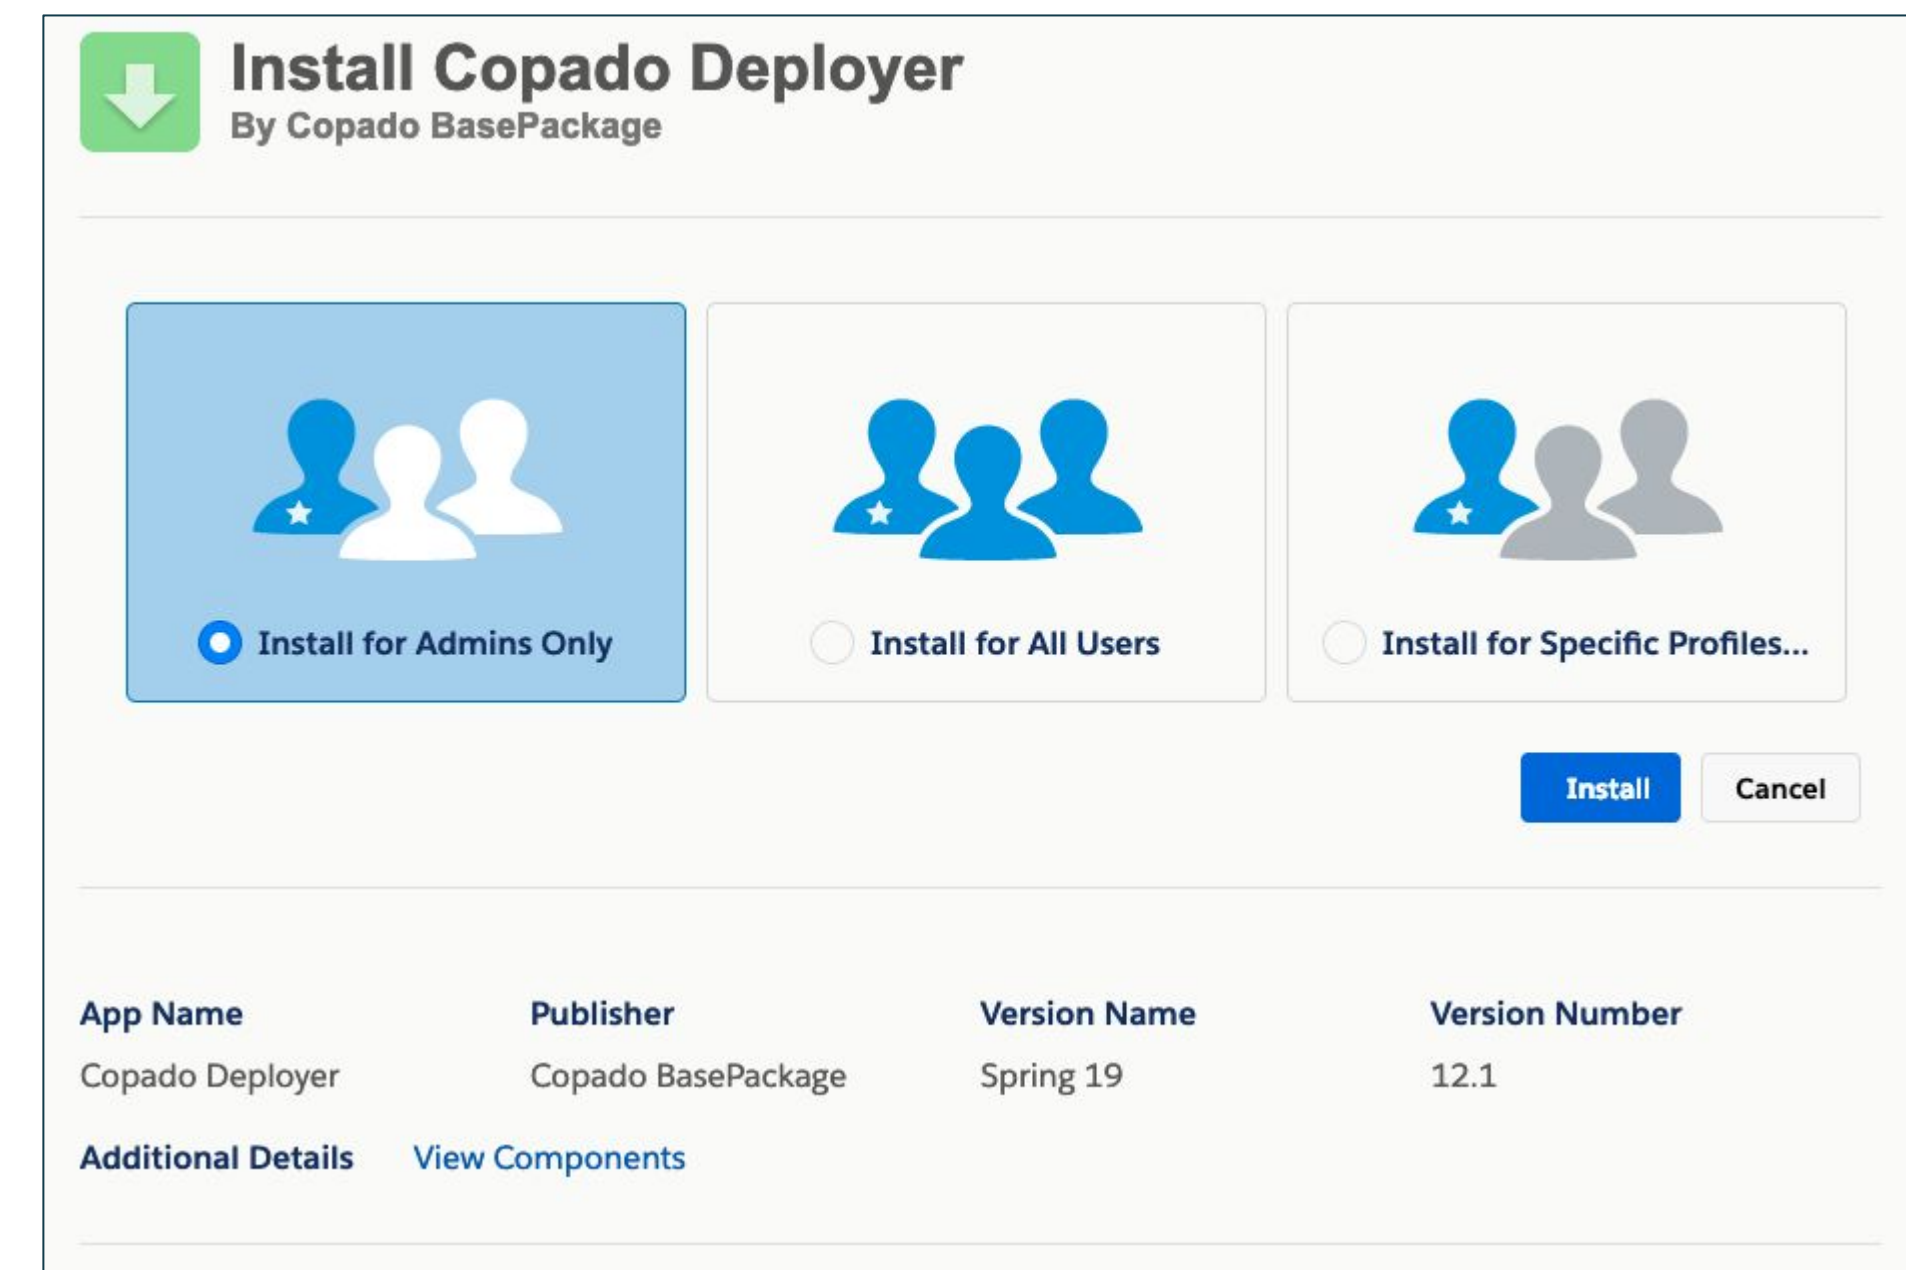 Install Copado Deployer
By Copado BasePackage
Install for Admins Only
Install for All Users
Install for Specific Profiles...
Install
Cancel
App Name
Publisher
Version Name
Version Number
Copado Deployer
Copado BasePackage
Spring 19
12.1
Additional Details
View Components